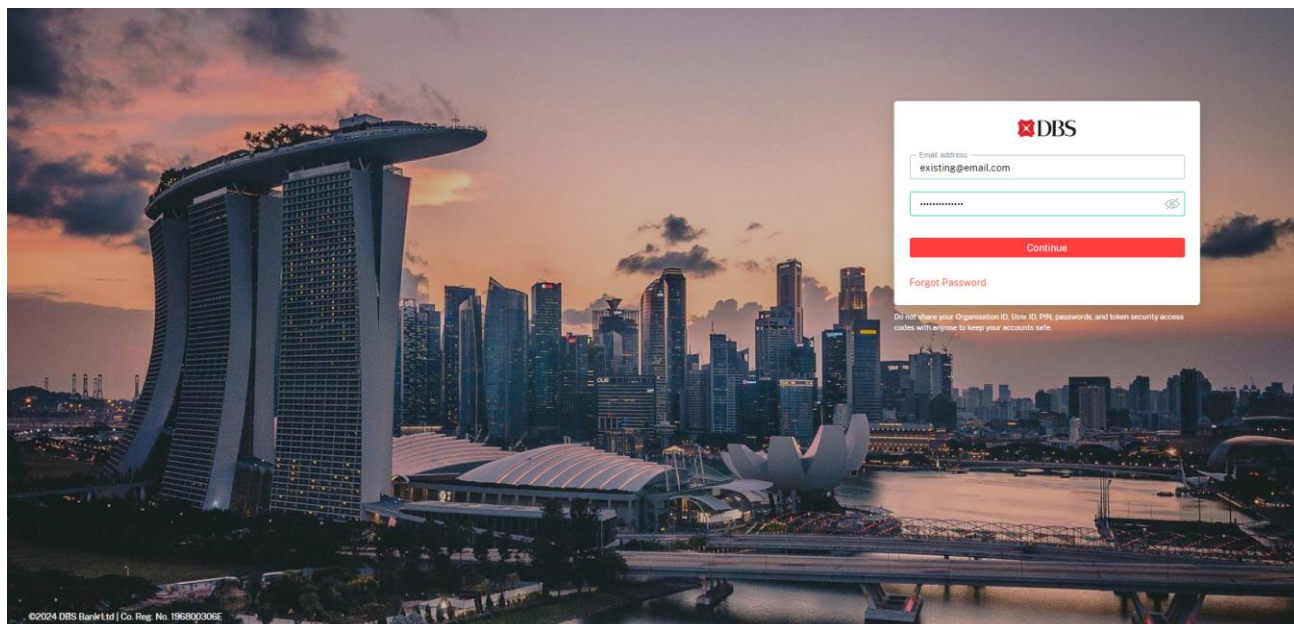 DBS
Email address
existing@email.com
Continue
Forgot Password
Do not share your Organisation ID, User ID, PIN, passwords, and token security access
codes with anyone to keep your accounts safe.
OUE
©2024 DBS Bank Ltd | Co. Reg. No. 196800306E